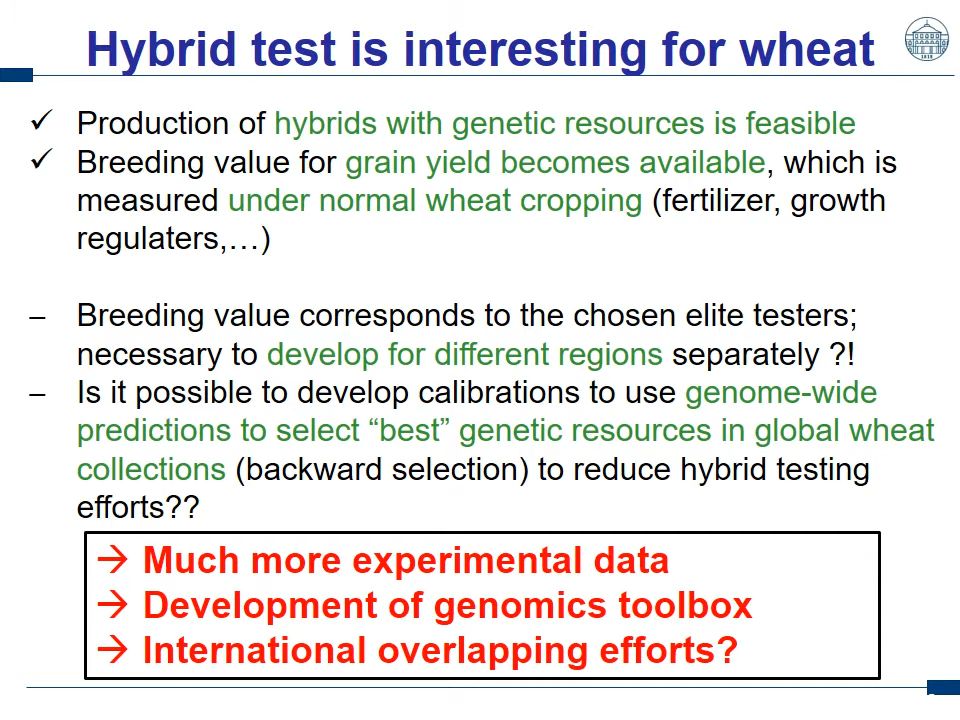 Hybrid test is interesting for wheat
✓ Production of hybrids with genetic resources is feasible
✓ Breeding value for grain yield becomes available, which is
measured under normal wheat cropping (fertilizer, growth
regulaters,…)
– Breeding value corresponds to the chosen elite testers;
necessary to develop for different regions separately ?!
– Is it possible to develop calibrations to use genome-wide
predictions to select “best” genetic resources in global wheat
collections (backward selection) to reduce hybrid testing
efforts??
→ Much more experimental data
→ Development of genomics toolbox
→ International overlapping efforts?